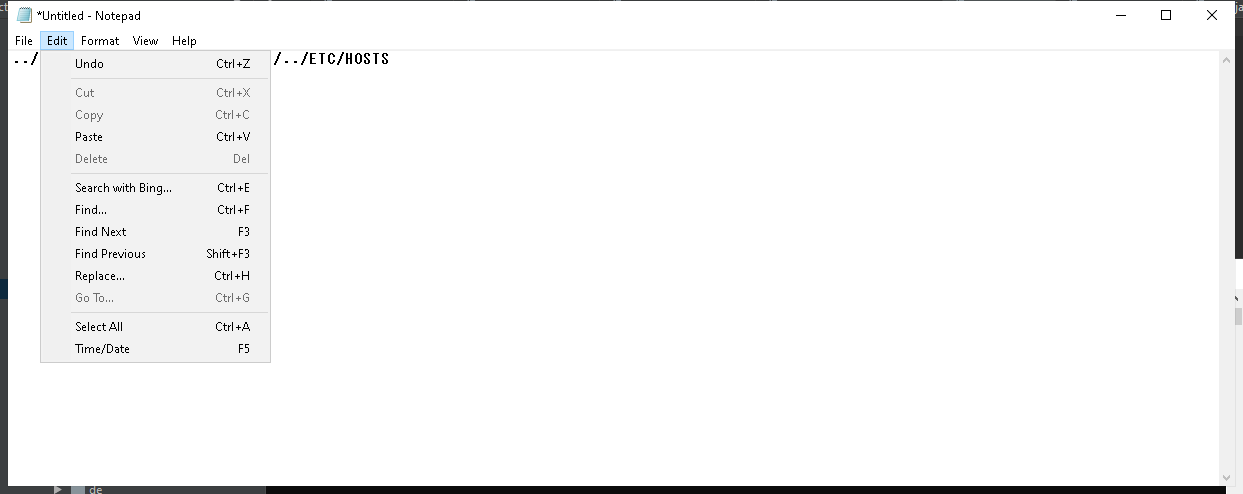 *Untitled - Notepad
File Edit Format View Help
../
/../ETC/HOSTS
Undo Ctrl+Z
Cut Ctrl+X
Copy Ctrl+C
Paste Ctrl+V
Delete Del
Search with Bing... Ctrl+E
Find... Ctrl+F
Find Next F3
Find Previous Shift+F3
Replace... Ctrl+H
Go To... Ctrl+G
Select All Ctrl+A
Time/Date F5
de